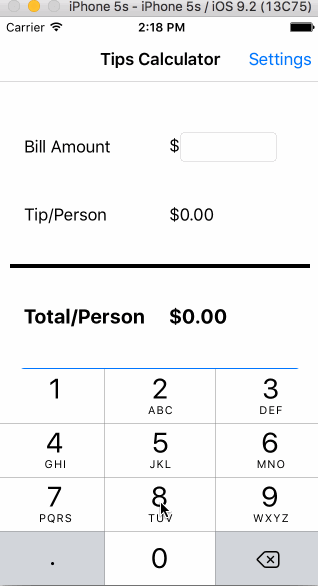 iPhone 5s - iPhone 5s / iOS 9.2 (13C75)
Carrier 2:18 PM
Tips Calculator Settings
Bill Amount $
Tip/Person $0.00
Total/Person $0.00
1 2 3
ABC DEF
4 5 6
GHI JKL MNO
7 8 9
PQRS TUV WXYZ
. 0